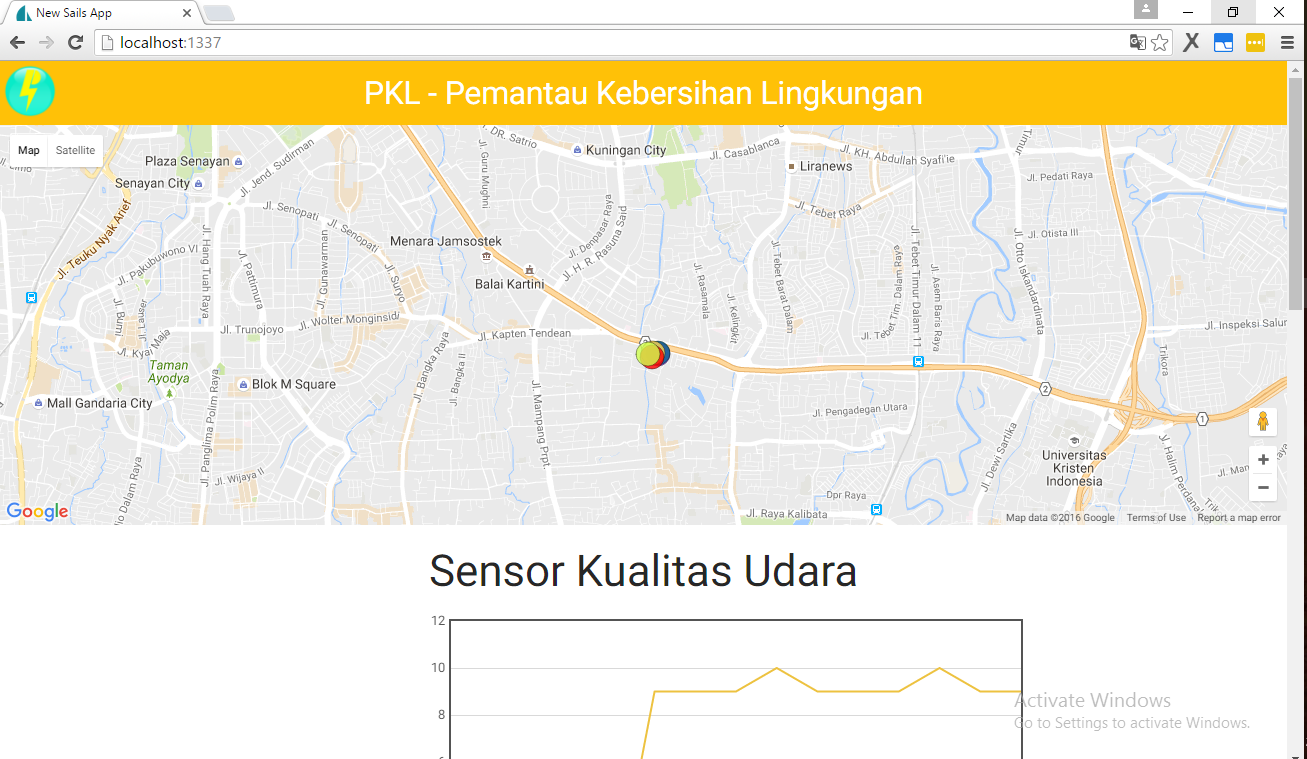 New Sails App
localhost:1337
PKL - Pemantau Kebersihan Lingkungan
Map
Satellite
Plaza Senayan
Senayan City
Jl. Jend. Sudirman
JL. DR. Satrio
Kuningan City
Jl. Casablanca
Jl. KH. Abdullah Syafi'ie
Liranews
Jl. Pedati Raya
Jl. Guru Mughni
Jl. Teuku Nyak Arief
Jl. Senopati
Jl. Senopati
Jl. Tebet Raya
Jl. Denpasar Raya
Jl. H. R. Rasuna Said
Jl. Otista III
Menara Jamsostek
Balai Kartini
Jl. Pakubuwono VI
Jl. Hang Tuah Raya
Jl. Pattimura
Jl. Gunawarman
Jl. Suryo
Jl. Rasamala
Jl. Tebet Barat Dalam
Jl. Tebet Tim. Dalam Raya
Jl. Tebet Timur Dalam 11
Jl. Asem Baris Raya
Jl. Otto Iskandardinata
Jl. Bumi
Jl. Kyai Maja
Jl. Trunojoyo
Jl. Wolter Monginsidi
Jl. Kapten Tendean
Jl. Kelingkit
Jl. Inspeksi Salur
Taman
Ayodya
Jl. Bangka Raya
Jl. Bangka II
Trikora
Blok M Square
Mall Gandaria City
Jl. Panglima Polim Raya
Jl. Mampang Prpt.
Jl. Pengadegan Utara
2
1
Jl. Dewi Sartika
Universitas
Kristen
Indonesia
Jl. Wijaya II
Dpr Raya
Jl. Raya Kalibata
Jl. Halim Perdana
Google
Map data ©2016 Google
Terms of Use
Report a map error
Sensor Kualitas Udara
12
10
8
Activate Windows
Go to Settings to activate Windows.